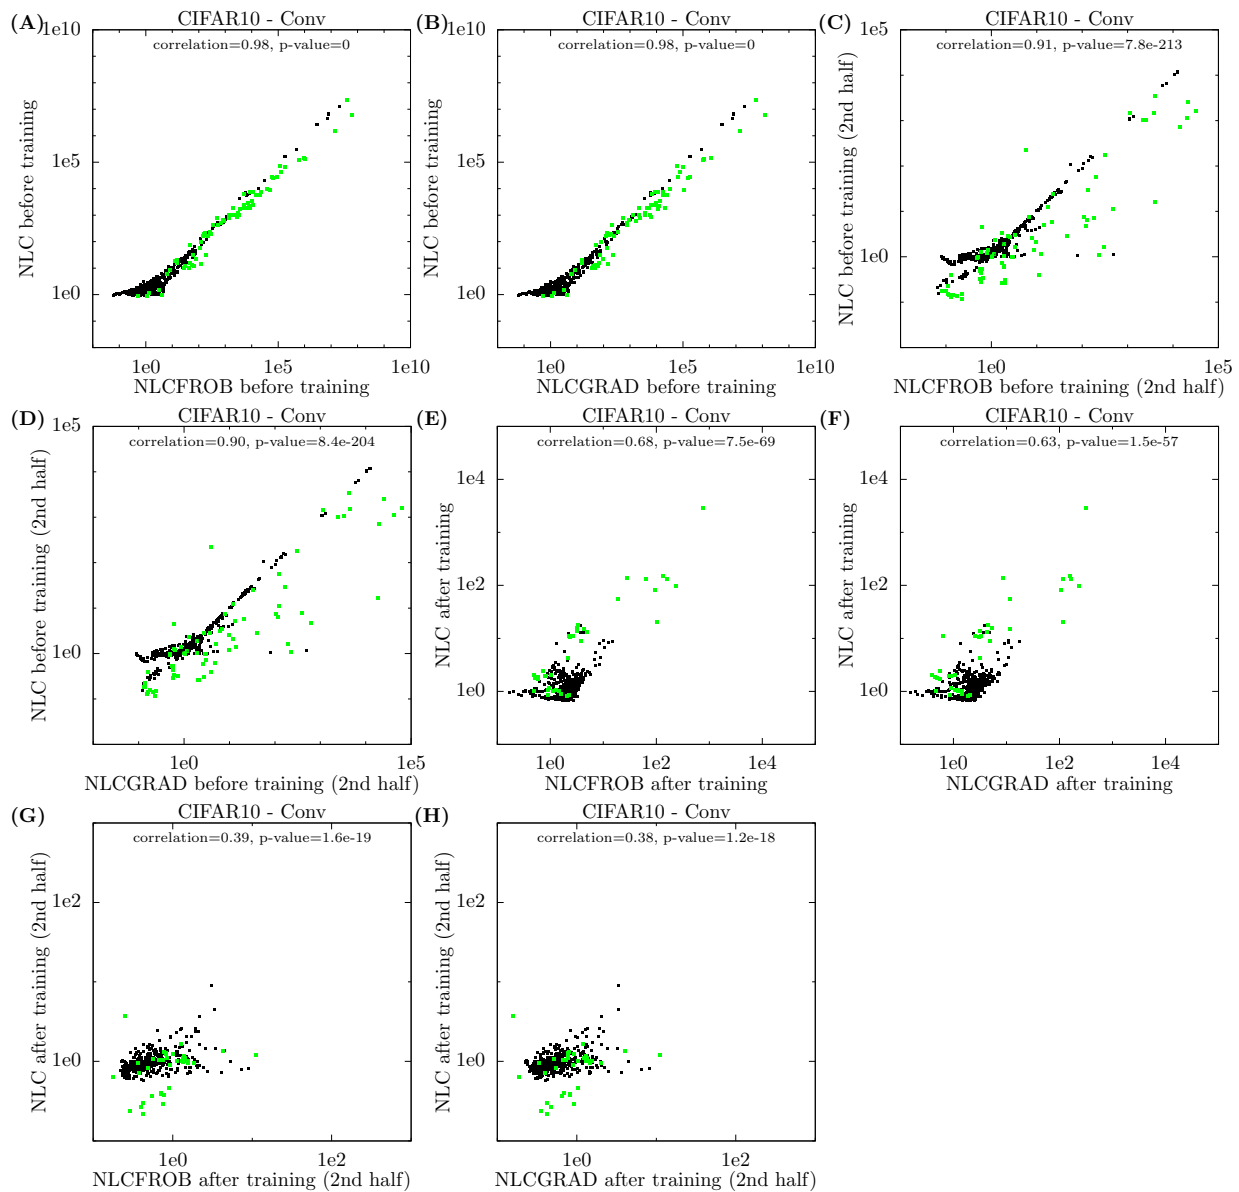 (A)
CIFAR10 - Conv
correlation=0.98, p-value=0
1e10
1e5
1e0
NLC before training
1e0
1e5
1e10
NLCFROB before training
(B)
CIFAR10 - Conv
correlation=0.98, p-value=0
1e10
1e5
1e0
NLC before training
1e0
1e5
1e10
NLCGRAD before training
(C)
CIFAR10 - Conv
correlation=0.91, p-value=7.8e-213
1e5
1e0
NLC before training (2nd half)
1e0
1e5
NLCFROB before training (2nd half)
(D)
CIFAR10 - Conv
correlation=0.90, p-value=8.4e-204
1e5
1e0
NLC before training (2nd half)
1e0
1e5
NLCGRAD before training (2nd half)
(E)
CIFAR10 - Conv
correlation=0.68, p-value=7.5e-69
1e4
1e2
1e0
NLC after training
1e0
1e2
1e4
NLCFROB after training
(F)
CIFAR10 - Conv
correlation=0.63, p-value=1.5e-57
1e4
1e2
1e0
NLC after training
1e0
1e2
1e4
NLCGRAD after training
(G)
CIFAR10 - Conv
correlation=0.39, p-value=1.6e-19
1e2
1e0
NLC after training (2nd half)
1e0
1e2
NLCFROB after training (2nd half)
(H)
CIFAR10 - Conv
correlation=0.38, p-value=1.2e-18
1e2
1e0
NLC after training (2nd half)
1e0
1e2
NLCGRAD after training (2nd half)